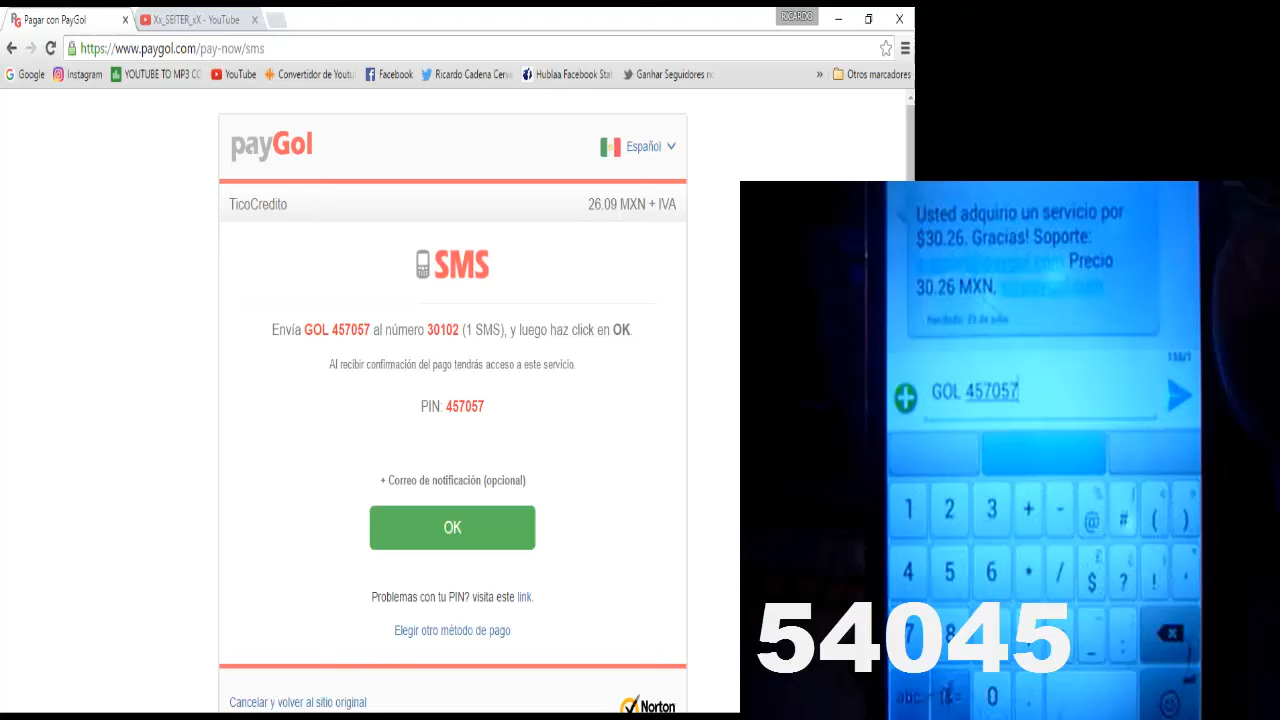 Pagar con PayGol
Xx_SEITER_xX - YouTube
RICARDO
https://www.paygol.com/pay-now/sms
Google
Instagram
YOUTUBE TO MP3 CO
YouTube
Convertidor de Youtu
Facebook
Ricardo Cadena Cerv
Hublaa Facebook Sta
Ganhar Seguidores no
»
Otros marcadores
payGol
Español
TicoCredito
26.09 MXN + IVA
SMS
Envía GOL 457057 al número 30102 (1 SMS), y luego haz click en OK.
Al recibir confirmación del pago tendrás acceso a este servicio.
PIN: 457057
+ Correo de notificación (opcional)
OK
Problemas con tu PIN? visita este link.
Elegir otro método de pago
Cancelar y volver al sitio original
Norton
Usted adquirio un servicio por
$30.26. Gracias! Soporte:
Precio
30.26 MXN.
GOL 457057
1 2 3 + - @ # ( )
4 5 6 * / $ ? !
54045
abc
0